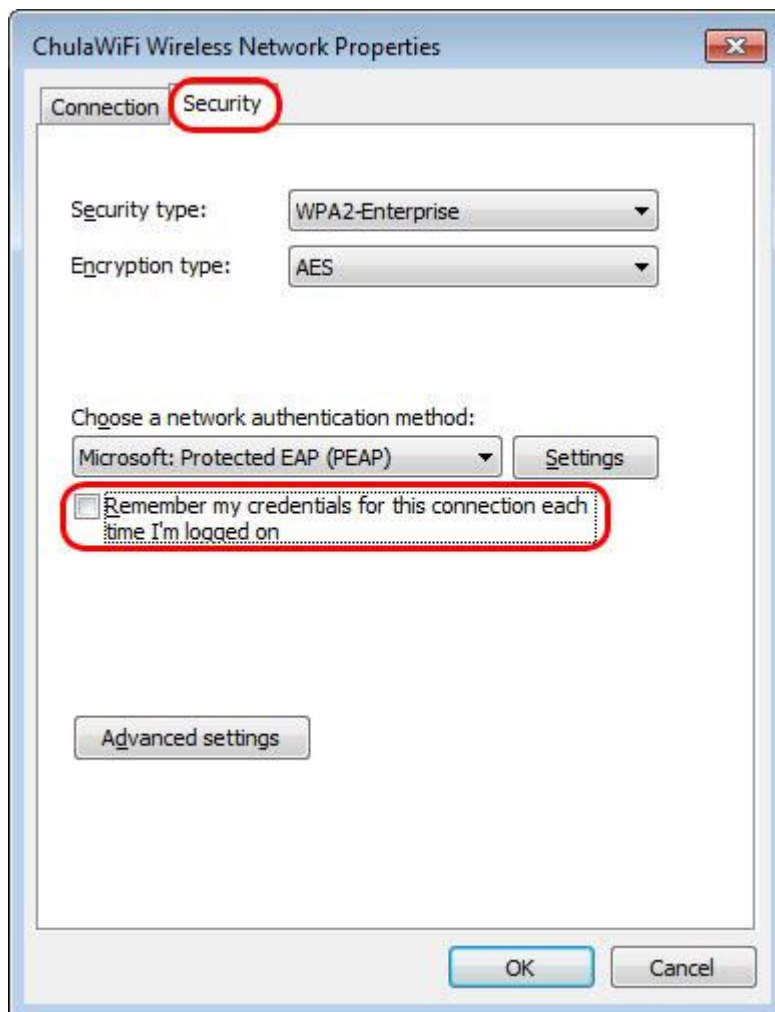 ChulaWiFi Wireless Network Properties
Connection
Security
Security type:
WPA2-Enterprise
Encryption type:
AES
Choose a network authentication method:
Microsoft: Protected EAP (PEAP)
Settings
Remember my credentials for this connection each
time I'm logged on
Advanced settings
OK
Cancel